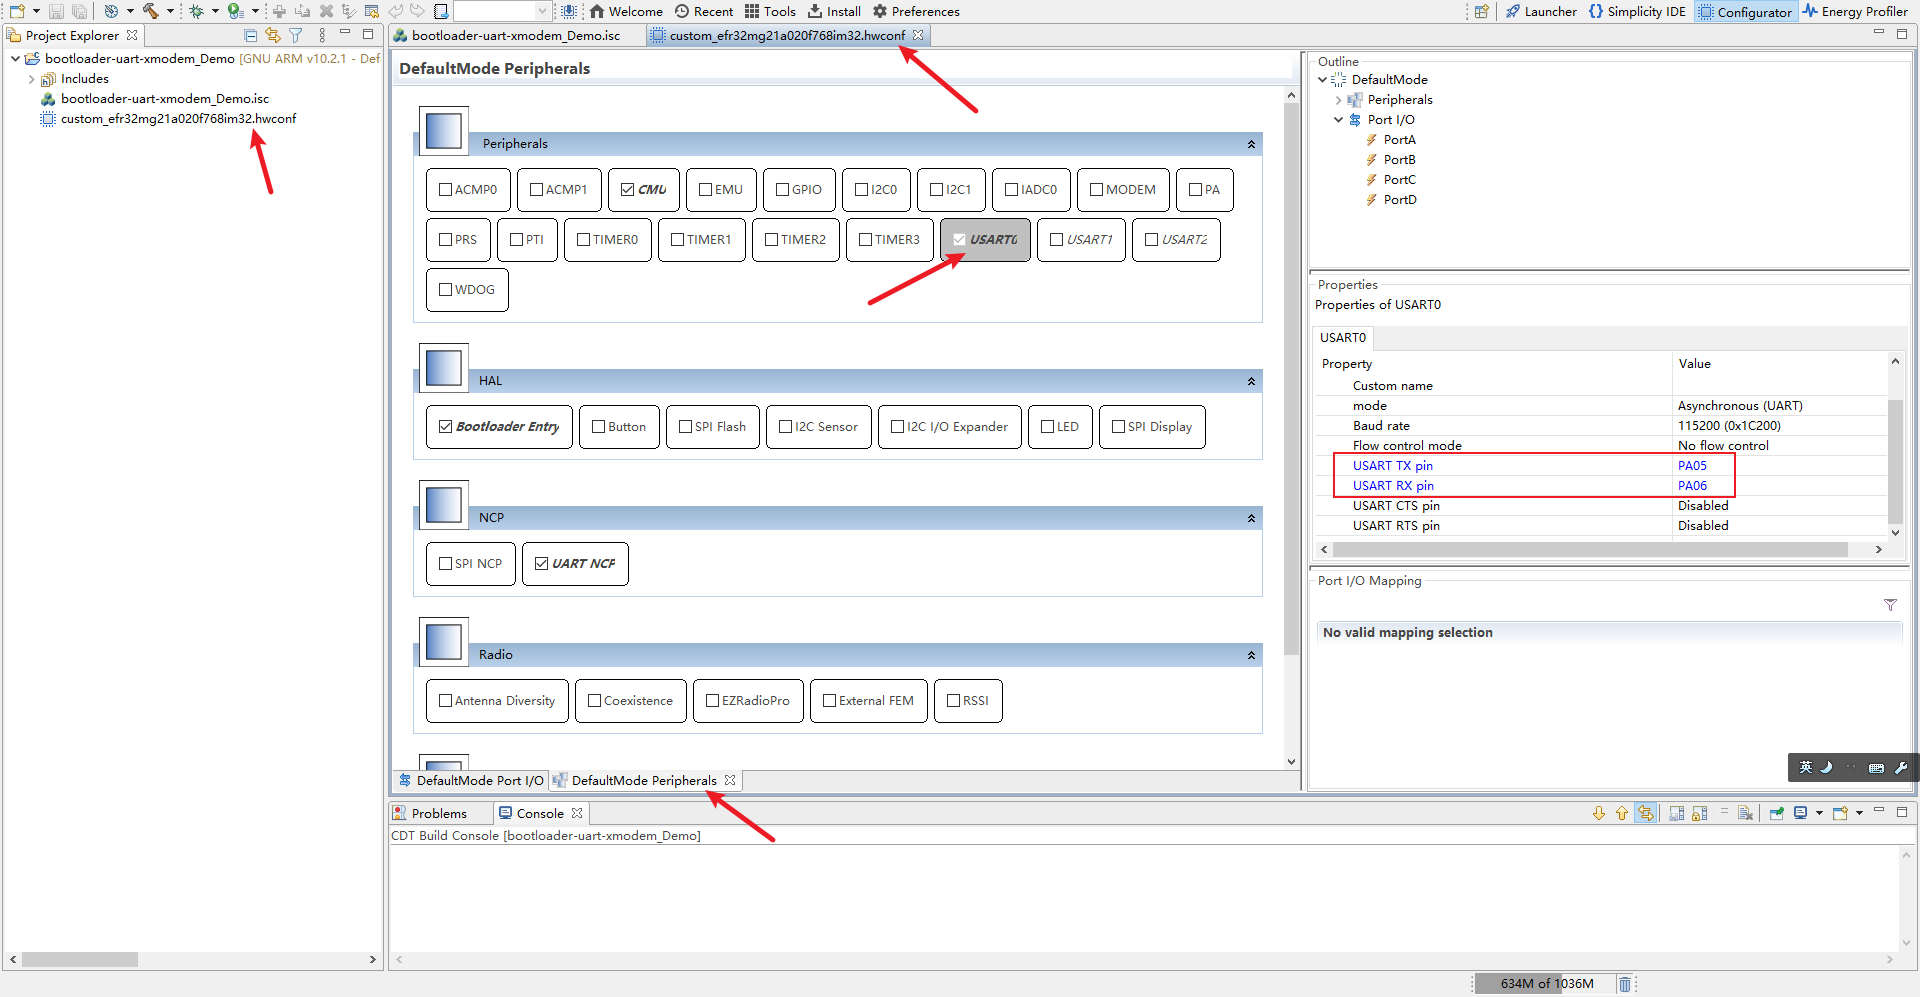 Welcome Recent Tools Install Preferences Launcher Simplicity IDE Configurator Energy Profiler
Project Explorer
bootloader-uart-xmodem_Demo [GNU ARM v10.2.1 - Def
Includes
bootloader-uart-xmodem_Demo.isc
custom_efr32mg21a020f768im32.hwconf
bootloader-uart-xmodem_Demo.isc custom_efr32mg21a020f768im32.hwconf
DefaultMode Peripherals
Peripherals
ACMP0 ACMP1 CMU EMU GPIO I2C0 I2C1 IADC0 MODEM PA
PRS PTI TIMER0 TIMER1 TIMER2 TIMER3 USART0 USART1 USART2
WDOG
HAL
Bootloader Entry Button SPI Flash I2C Sensor I2C I/O Expander LED SPI Display
NCP
SPI NCP UART NCP
Radio
Antenna Diversity Coexistence EZRadioPro External FEM RSSI
DefaultMode Port I/O DefaultMode Peripherals
Outline
DefaultMode
Peripherals
Port I/O
PortA
PortB
PortC
PortD
Properties
Properties of USART0
USART0
Property Value
Custom name
mode Asynchronous (UART)
Baud rate 115200 (0x1C200)
Flow control mode No flow control
USART TX pin PA05
USART RX pin PA06
USART CTS pin Disabled
USART RTS pin Disabled
Port I/O Mapping
No valid mapping selection
英
Problems Console
CDT Build Console [bootloader-uart-xmodem_Demo]
634M of 1036M